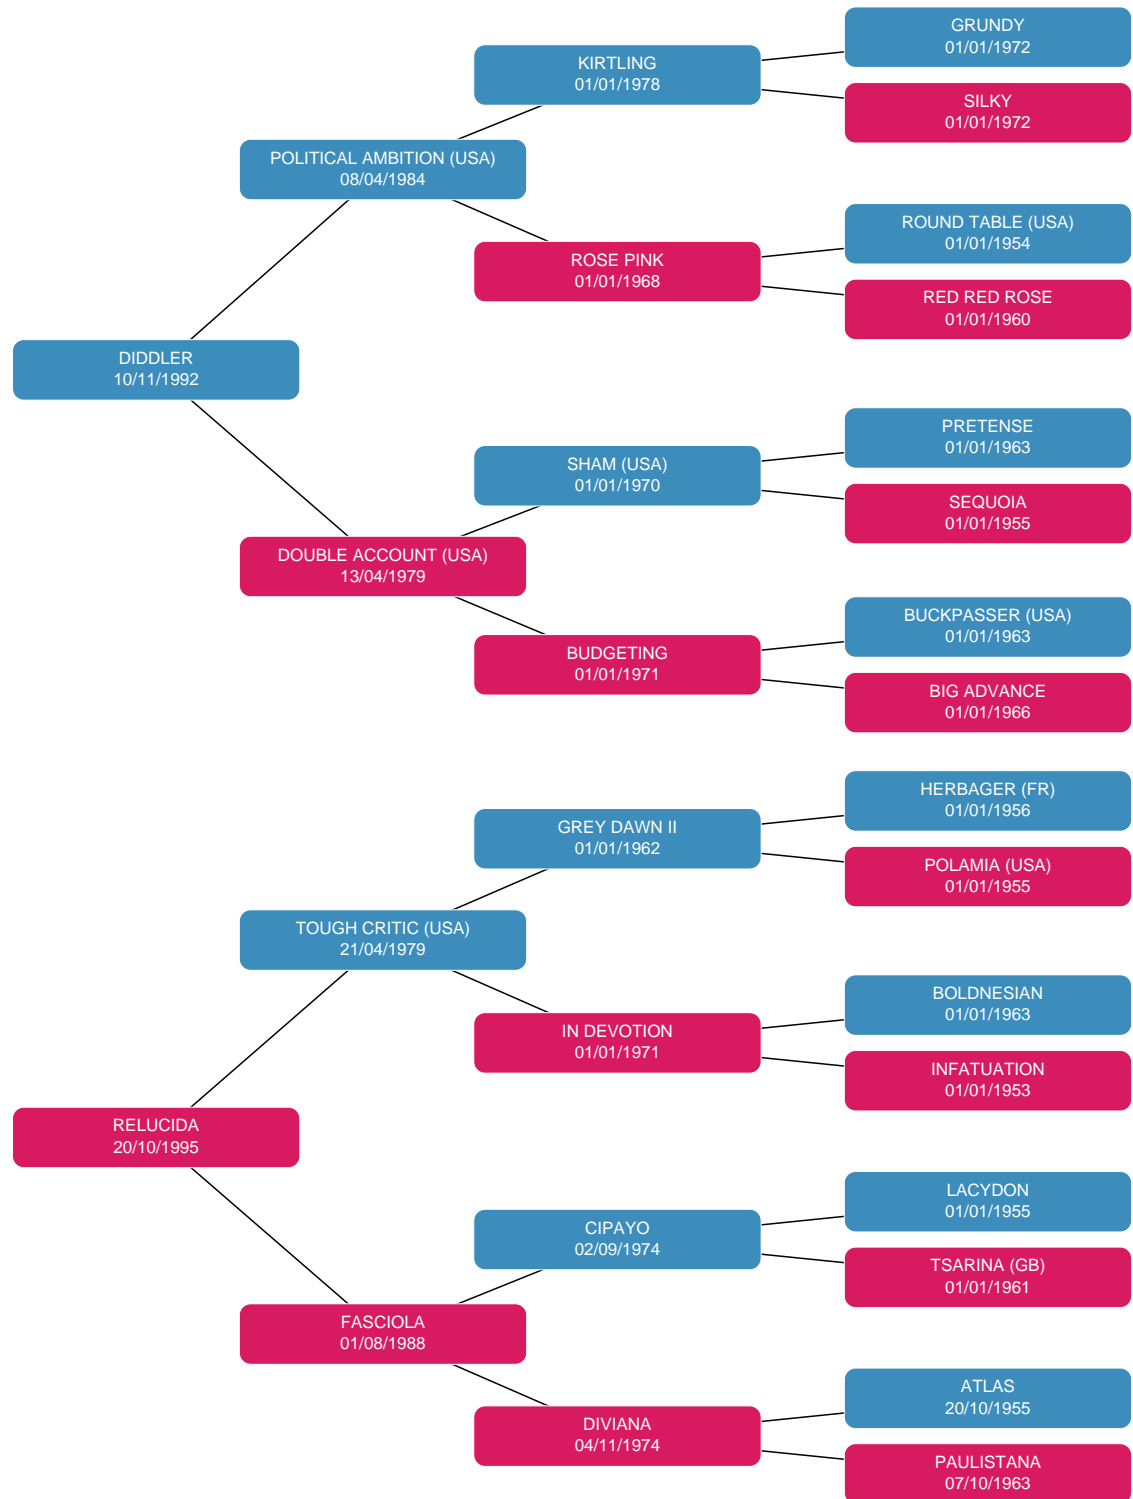 GRUNDY
01/01/1972
KIRTLING
01/01/1978
SILKY
01/01/1972
POLITICAL AMBITION (USA)
08/04/1984
ROUND TABLE (USA)
01/01/1954
ROSE PINK
01/01/1968
RED RED ROSE
01/01/1960
DIDDLER
10/11/1992
PRETENSE
01/01/1963
SHAM (USA)
01/01/1970
SEQUOIA
01/01/1955
DOUBLE ACCOUNT (USA)
13/04/1979
BUCKPASSER (USA)
01/01/1963
BUDGETING
01/01/1971
BIG ADVANCE
01/01/1966
HERBAGER (FR)
01/01/1956
GREY DAWN II
01/01/1962
POLAMIA (USA)
01/01/1955
TOUGH CRITIC (USA)
21/04/1979
BOLDNESIAN
01/01/1963
IN DEVOTION
01/01/1971
INFATUATION
01/01/1953
RELUCIDA
20/10/1995
LACYDON
01/01/1955
CIPAYO
02/09/1974
TSARINA (GB)
01/01/1961
FASCIOLA
01/08/1988
ATLAS
20/10/1955
DIVIANA
04/11/1974
PAULISTANA
07/10/1963